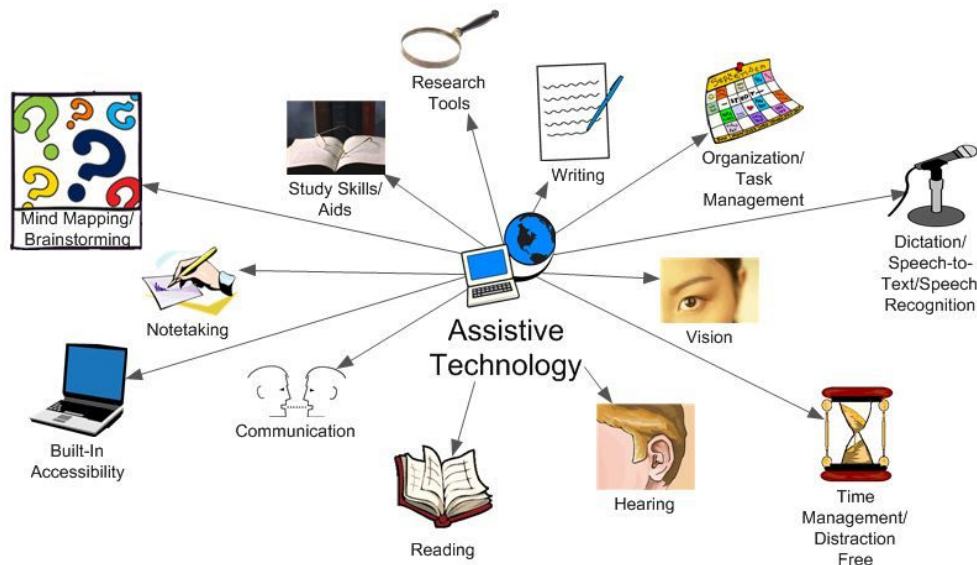 Research
Tools
Writing
Organization/
Task
Management
Study Skills/
Aids
Mind Mapping/
Brainstorming
Dictation/
Speech-to-
Text/Speech
Recognition
Notetaking
Vision
Assistive
Technology
Communication
Built-In
Accessibility
Reading
Hearing
Time
Management/
Distraction
Free